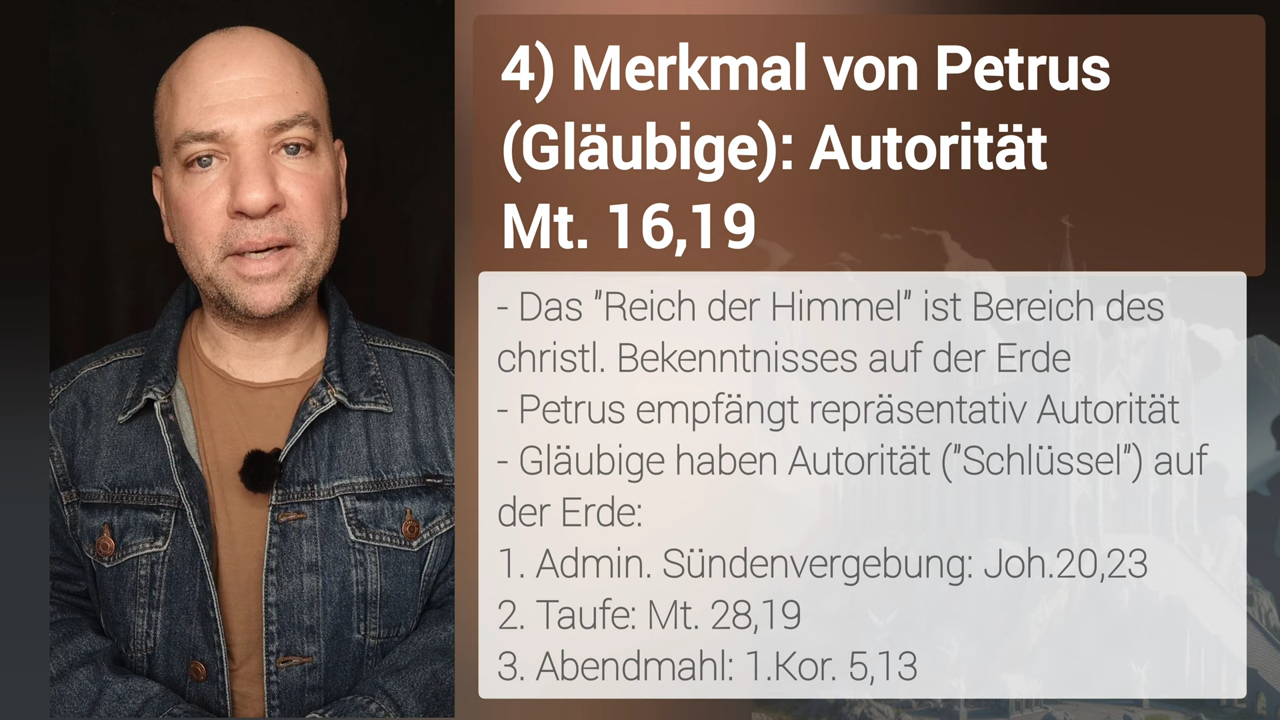 4) Merkmal von Petrus
(Gläubige): Autorität
Mt. 16,19
- Das "Reich der Himmel" ist Bereich des
christl. Bekenntnisses auf der Erde
- Petrus empfängt repräsentativ Autorität
- Gläubige haben Autorität ("Schlüssel") auf
der Erde:
1. Admin. Sündenvergebung: Joh.20,23
2. Taufe: Mt. 28,19
3. Abendmahl: 1.Kor. 5,13